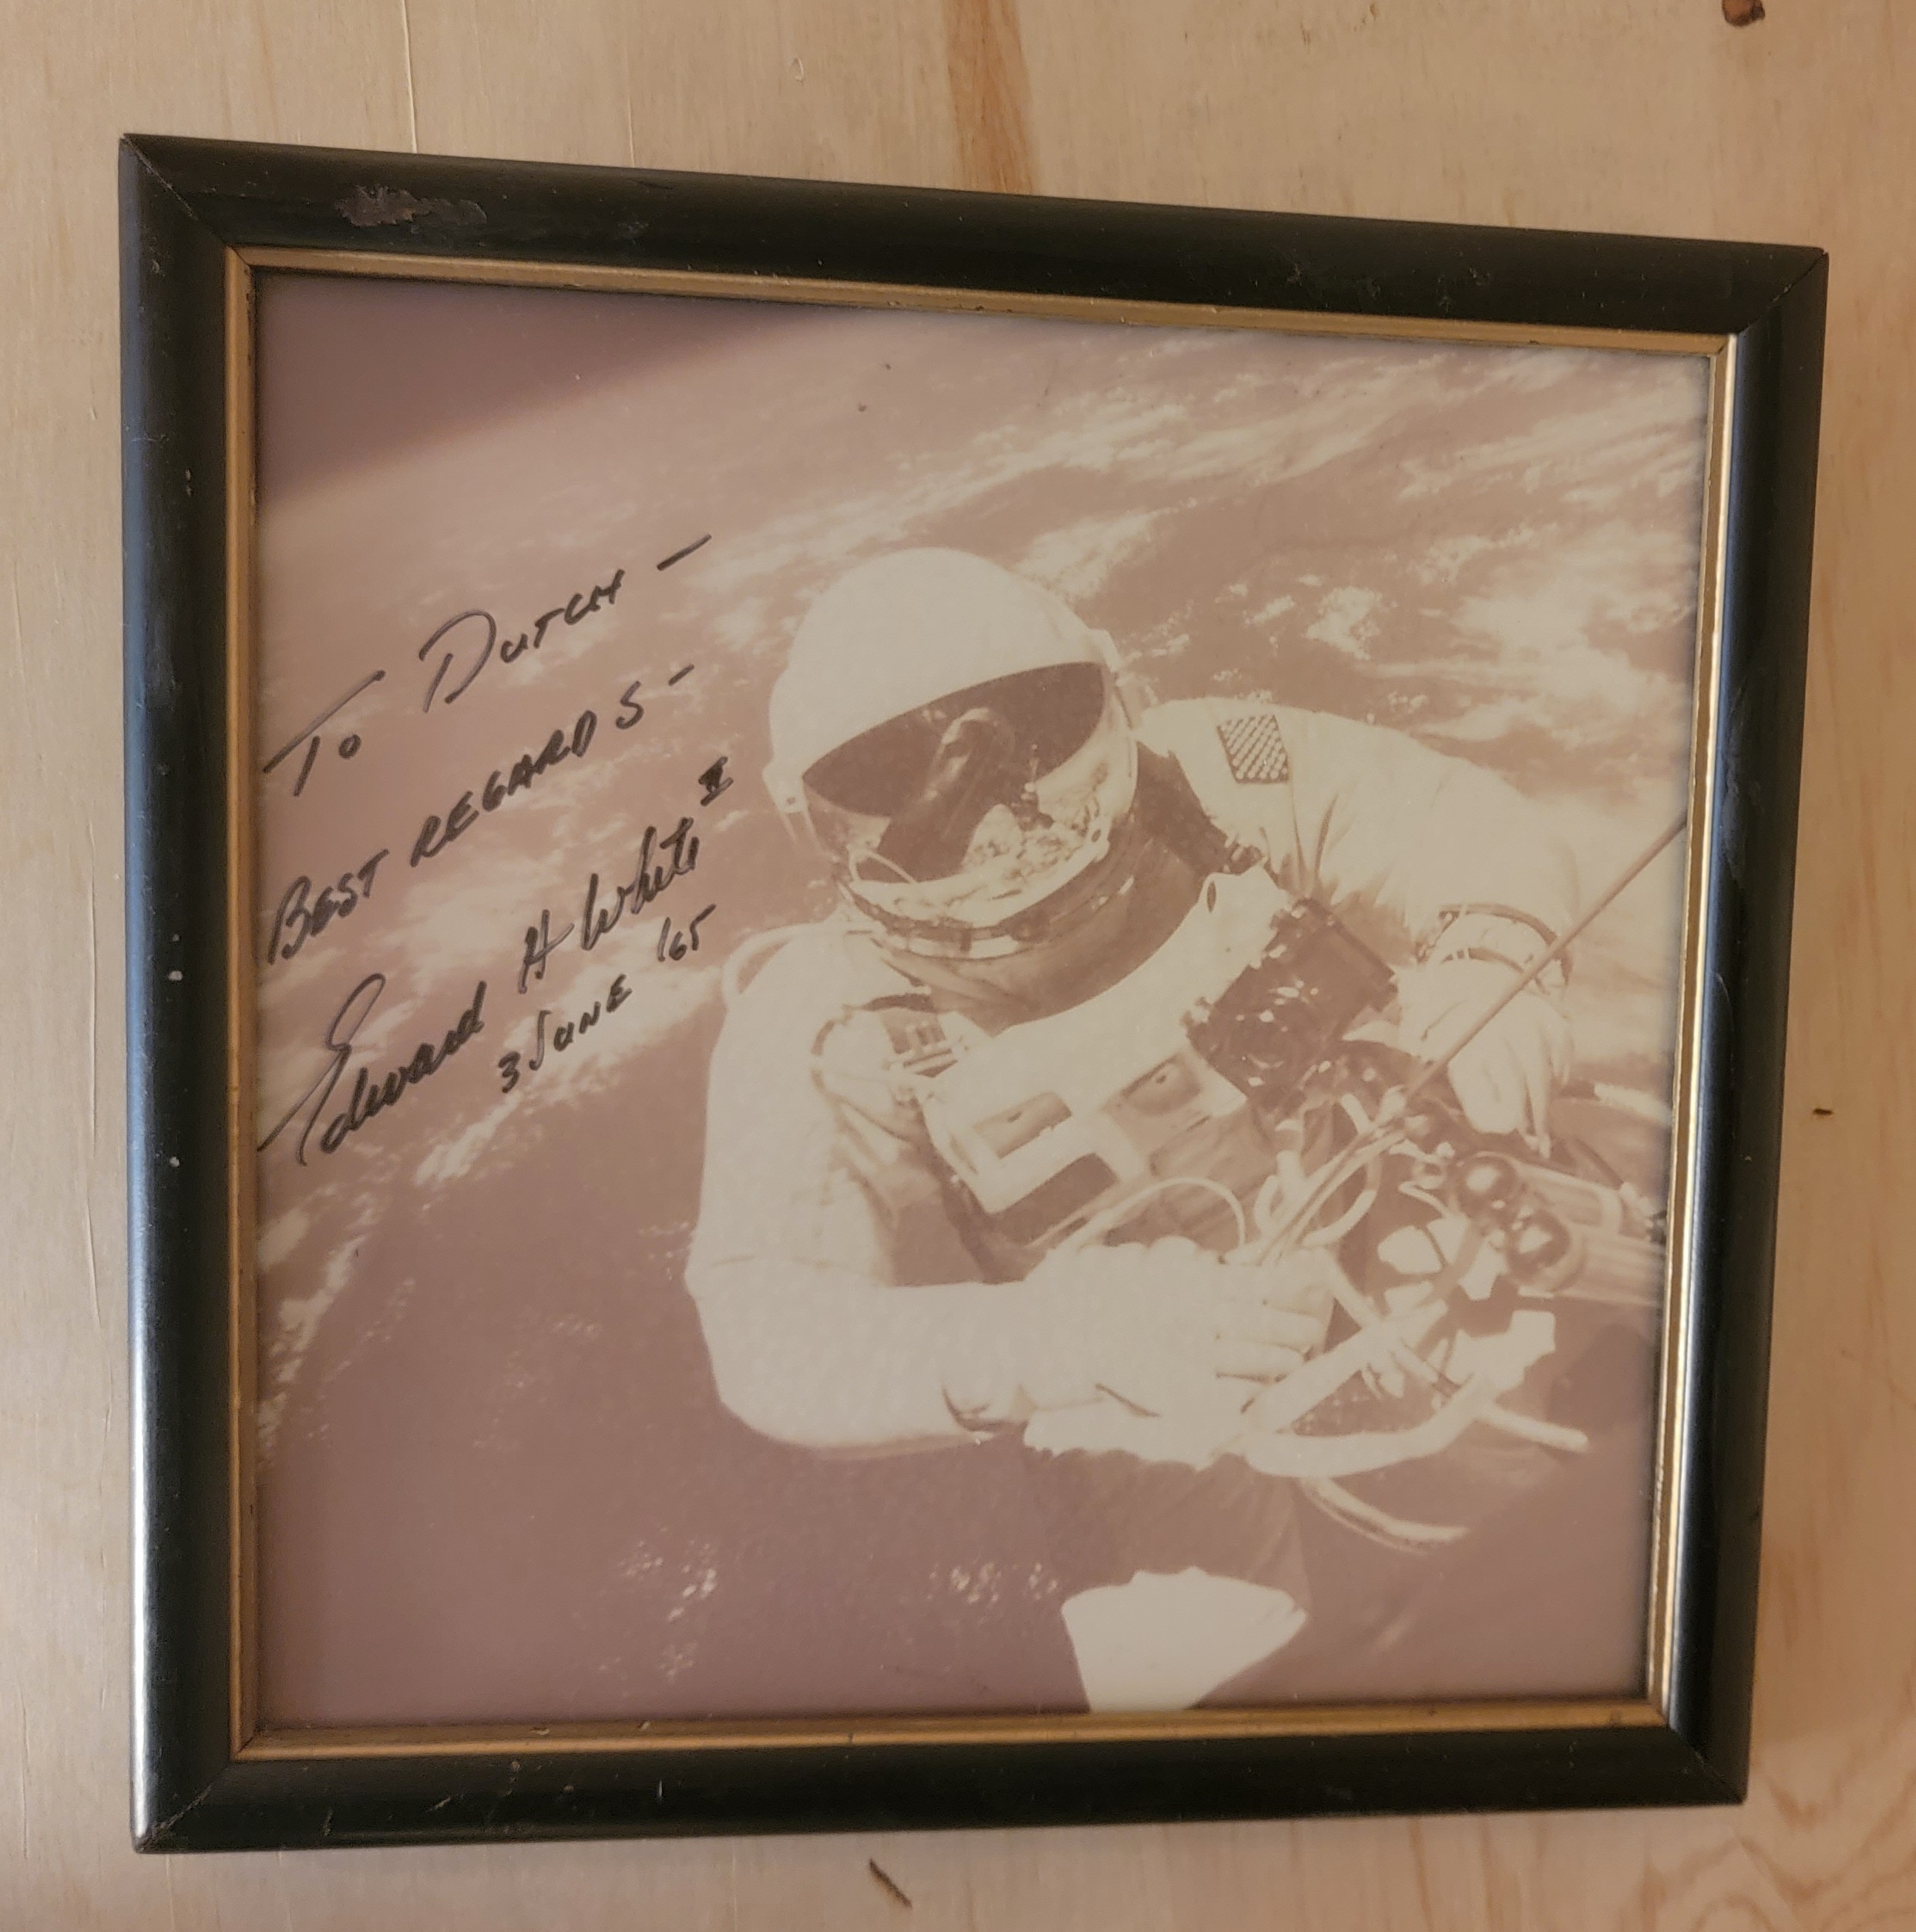 To DUTCH –
BEST REGARDS –
Edward H White II
3 JUNE '65